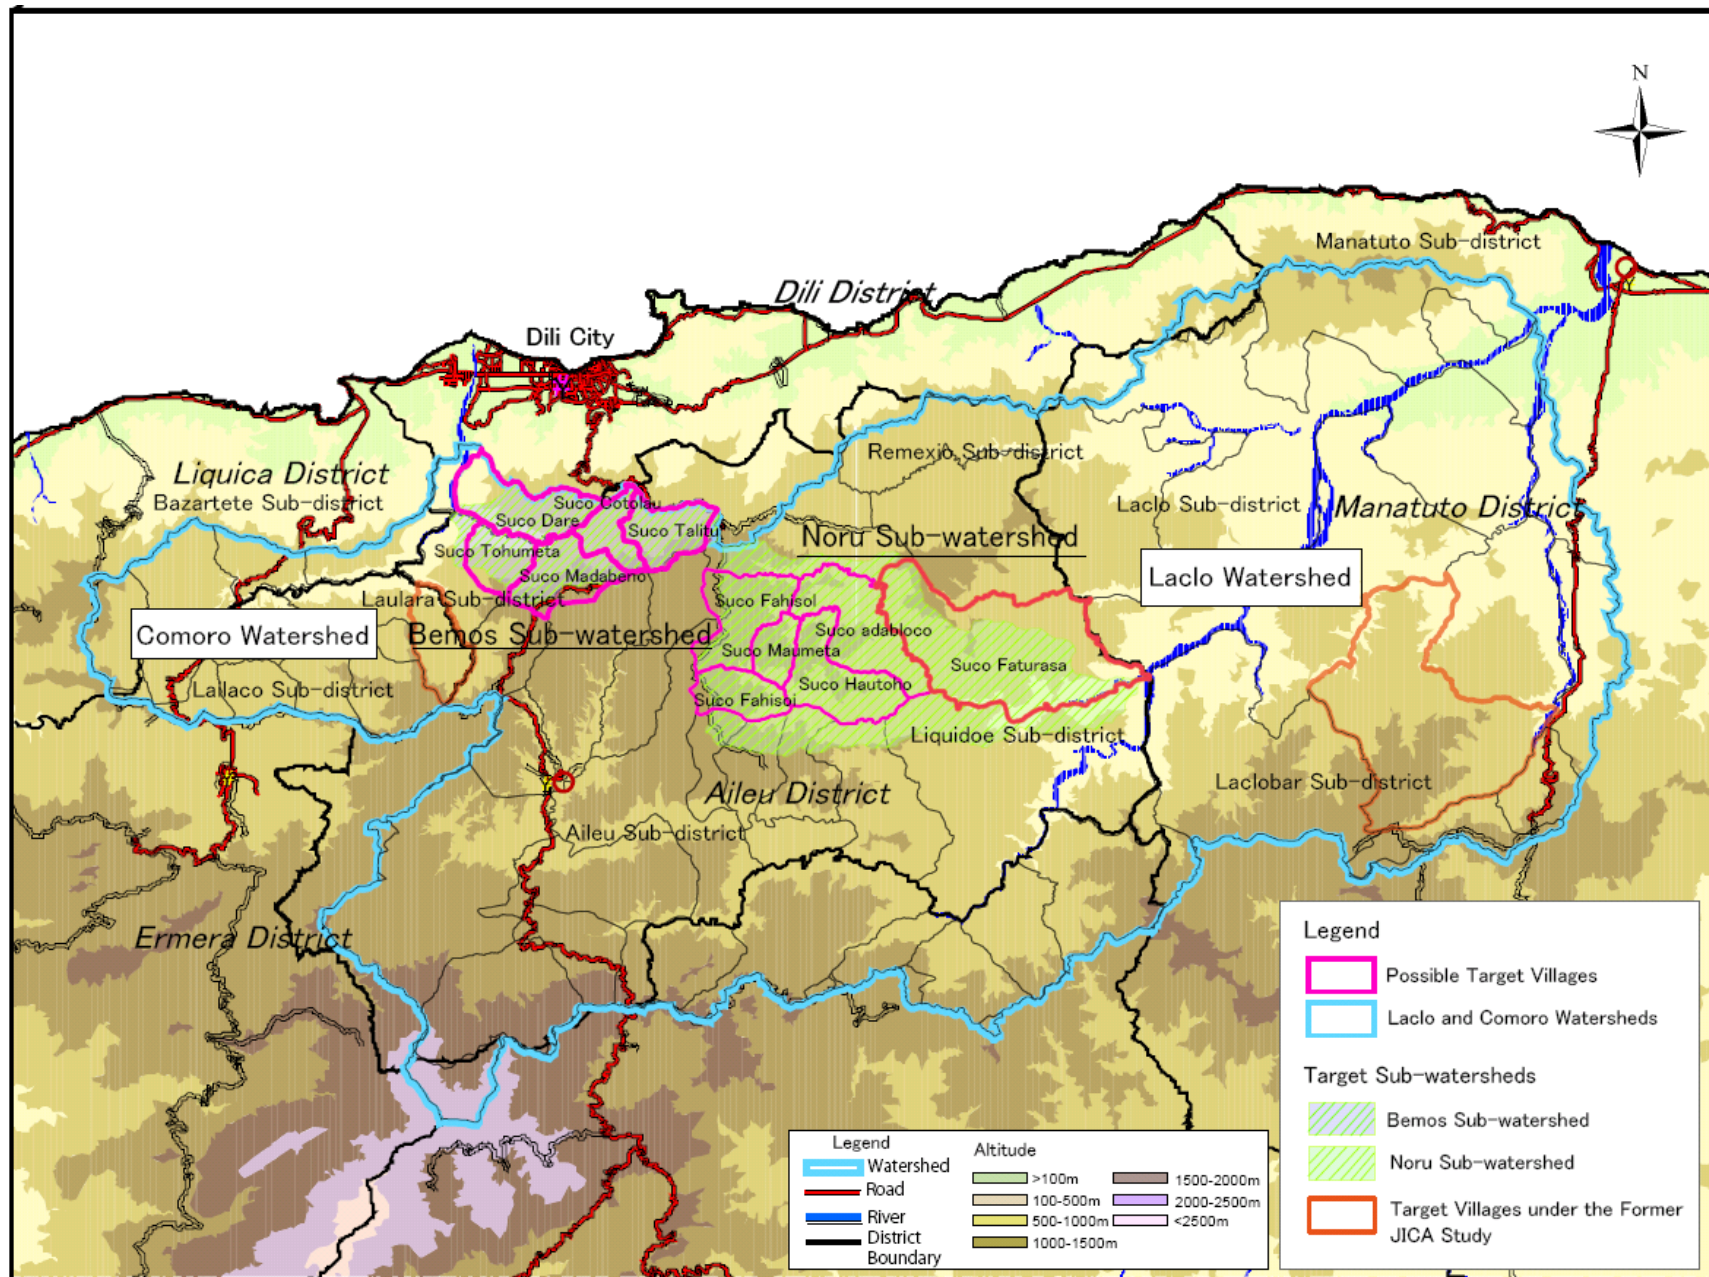 N
Manatuto Sub-district
Dili District
Dili City
Remexio Sub-district
Liquica District
Bazartete Sub-district
Laclo Sub-district
Manatuto District
Suco Cotolau
Suco Dare
Suco Talitu
Noru Sub-watershed
Suco Tohumeta
Suco Madabeno
Laclo Watershed
Laulara Sub-district
Suco Fahisol
Comoro Watershed
Bemos Sub-watershed
Suco adabloco
Suco Maumeta
Suco Faturasa
Lailaco Sub-district
Suco Hautoho
Suco Fahisoi
Liquidoe Sub-district
Laclobar Sub-district
Aileu District
Aileu Sub-district
Ermera District
Legend
Possible Target Villages
Laclo and Comoro Watersheds
Target Sub-watersheds
Bemos Sub-watershed
Noru Sub-watershed
Target Villages under the Former
JICA Study
Legend
Watershed
Road
River
District
Boundary
Altitude
>100m
100-500m
500-1000m
1000-1500m
1500-2000m
2000-2500m
<2500m